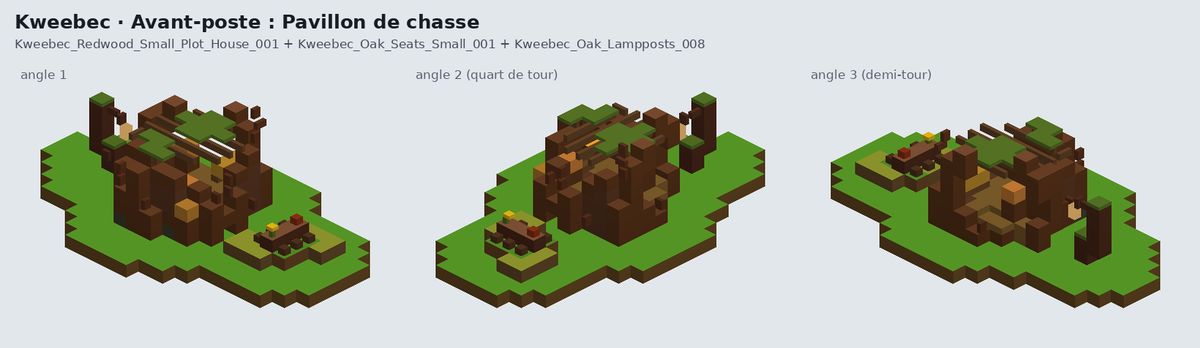 Kweebec · Avant-poste : Pavillon de chasse
Kweebec_Redwood_Small_Plot_House_001 + Kweebec_Oak_Seats_Small_001 + Kweebec_Oak_Lampposts_008
angle 1
angle 2 (quart de tour)
angle 3 (demi-tour)